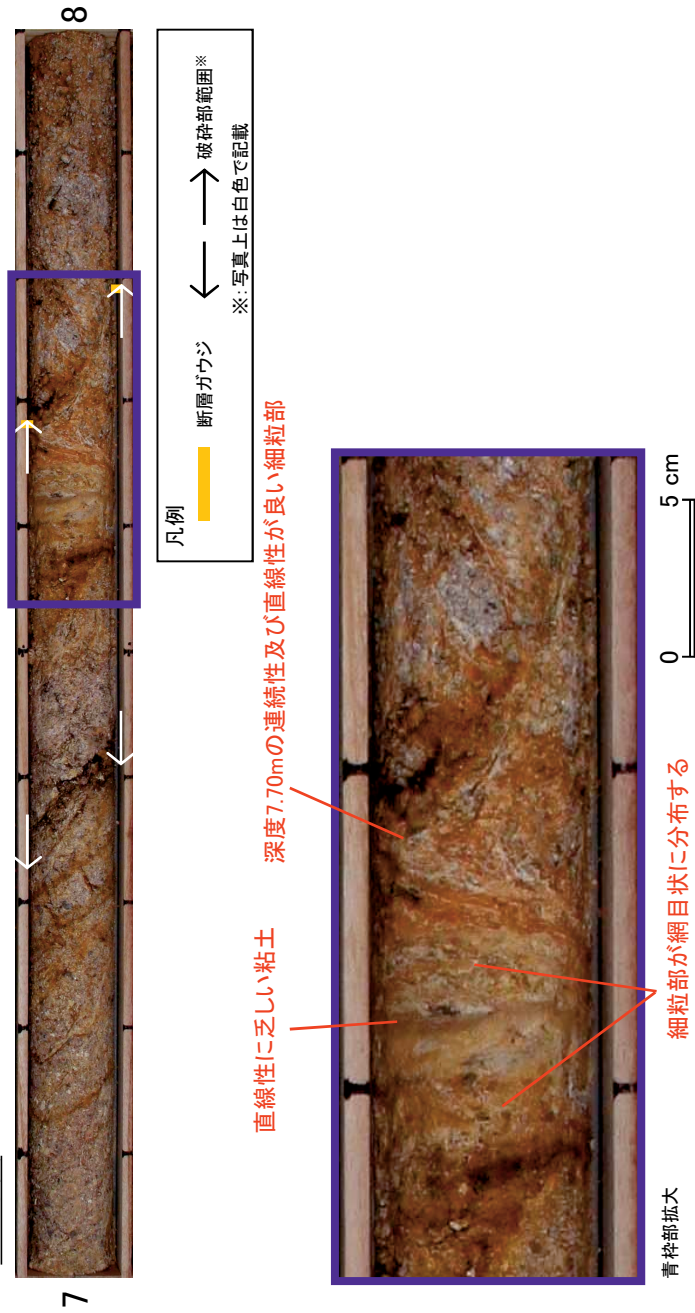 7
8
凡例
断層ガウジ
破砕部範囲※
※：写真上は白色で記載
直線性に乏しい粘土
深度7.70mの連続性及び直線性が良い細粒部
細粒部が網目状に分布する
青枠部拡大
0
5 cm